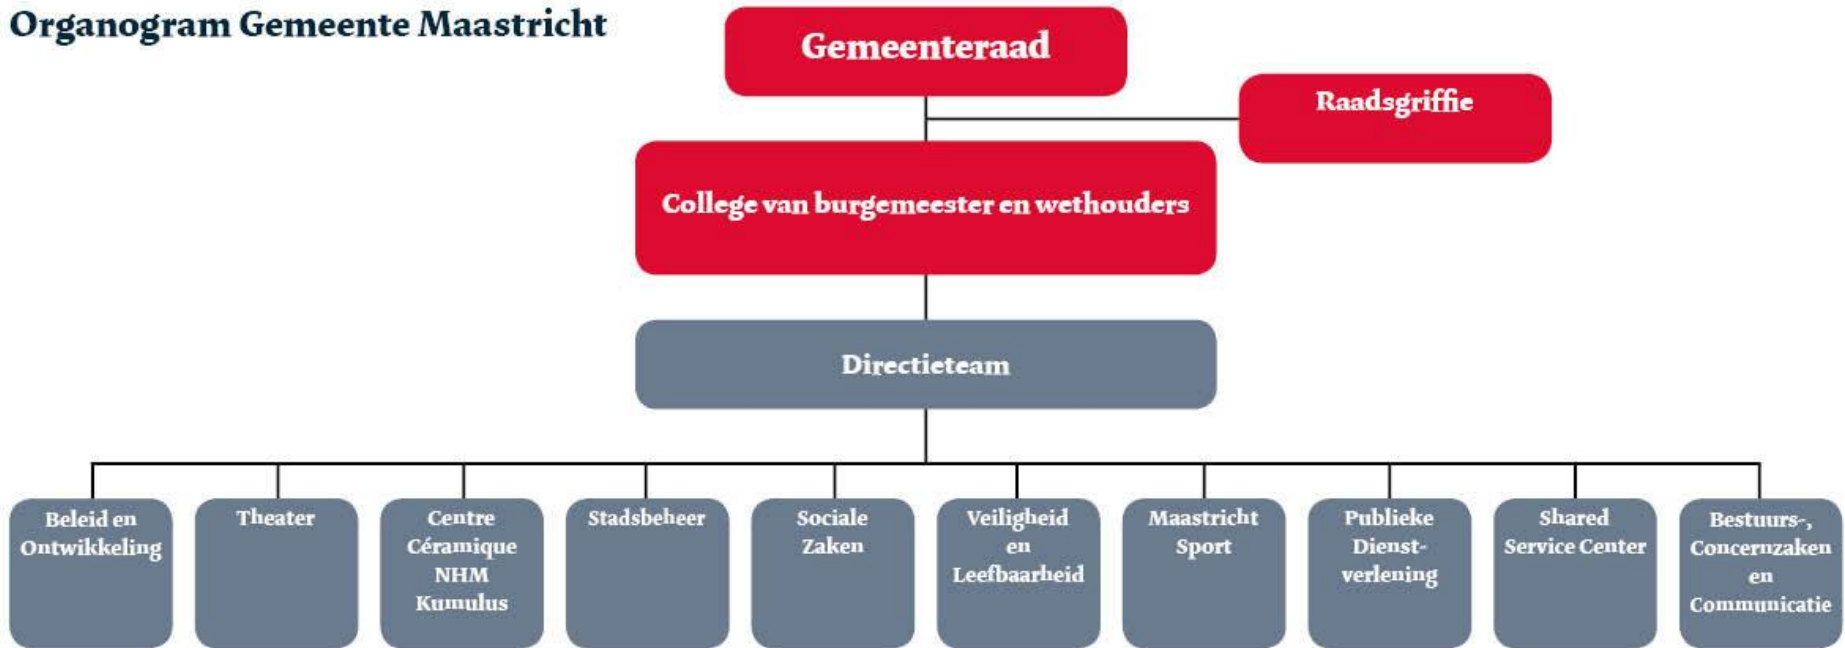 Organogram Gemeente Maastricht
Gemeenteraad
Raadsgriffie
College van burgemeester en wethouders
Directieteam
Beleid en
Ontwikkeling
Theater
Centre
Céramique
NHM
Kumulus
Stadsbeheer
Sociale
Zaken
Veiligheid
en
Leefbaarheid
Maastricht
Sport
Publieke
Dienst-
verlening
Shared
Service Center
Bestuurs-,
Concernzaken
en
Communicatie